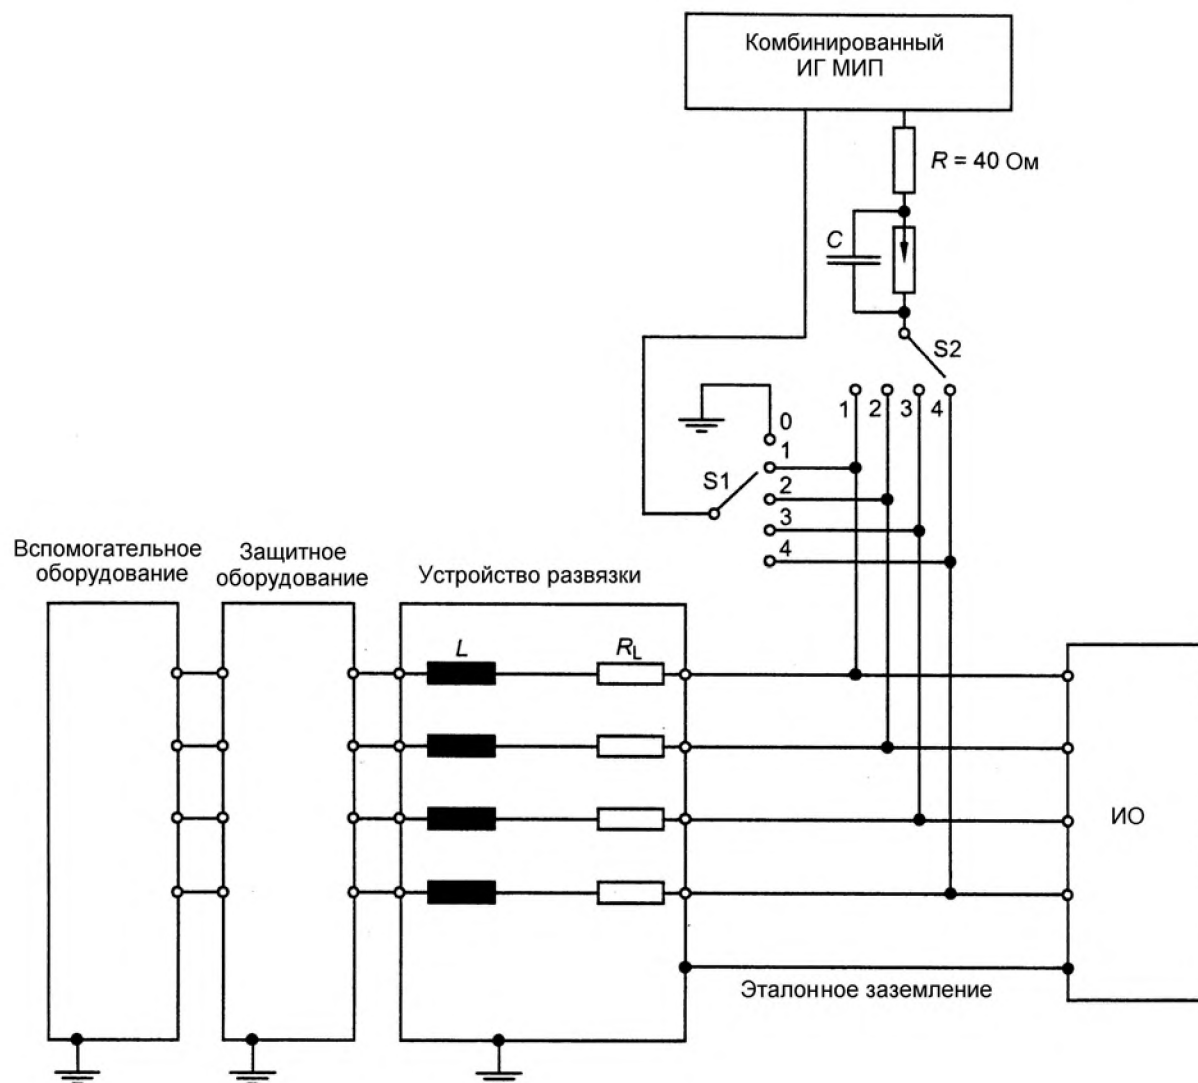 Комбинированный
ИГ МИП
R = 40 Ом
C
S2
1 2 3 4
0
1
S1
2
3
4
Вспомогательное
оборудование
Защитное
оборудование
Устройство развязки
L
RL
ИО
Эталонное заземление